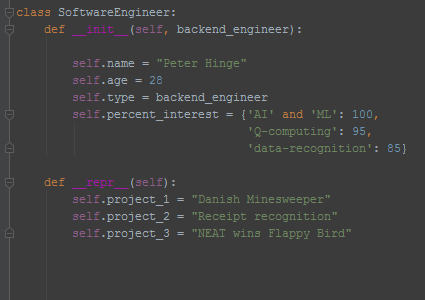 class SoftwareEngineer:
    def __init__(self, backend_engineer):
        self.name = "Peter Hinge"
        self.age = 28
        self.type = backend_engineer
        self.percent_interest = {'AI' and 'ML': 100,
                                 'Q-computing': 95,
                                 'data-recognition': 85}
    def __repr__(self):
        self.project_1 = "Danish Minesweeper"
        self.project_2 = "Receipt recognition"
        self.project_3 = "NEAT wins Flappy Bird"